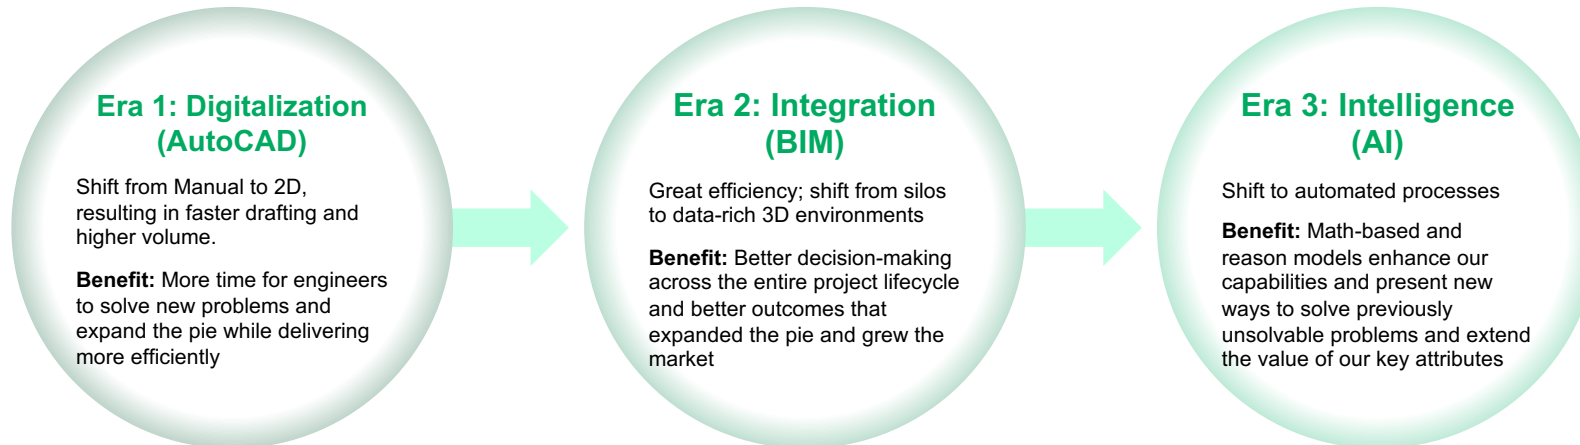 Era 1: Digitalization
(AutoCAD)
Shift from Manual to 2D,
resulting in faster drafting and
higher volume.
Benefit: More time for engineers
to solve new problems and
expand the pie while delivering
more efficiently
Era 2: Integration
(BIM)
Great efficiency; shift from silos
to data-rich 3D environments
Benefit: Better decision-making
across the entire project lifecycle
and better outcomes that
expanded the pie and grew the
market
Era 3: Intelligence
(AI)
Shift to automated processes
Benefit: Math-based and
reason models enhance our
capabilities and present new
ways to solve previously
unsolvable problems and extend
the value of our key attributes